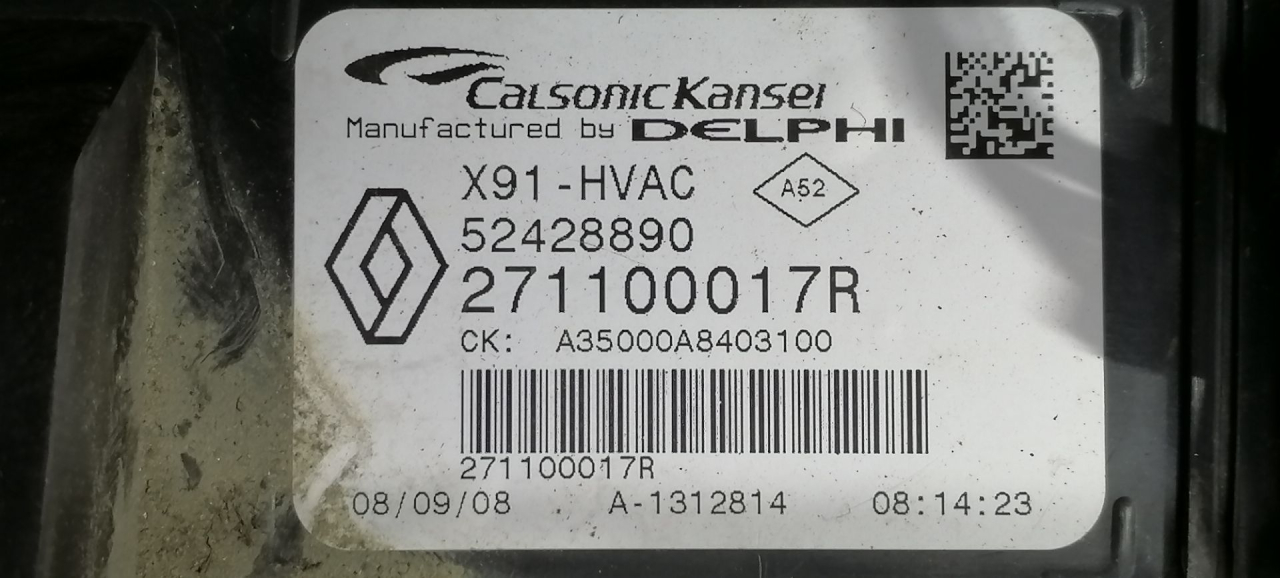 CalsonicKansei
Manufactured by DELPHI
X91-HVAC
A52
52428890
271100017R
CK: A35000A8403100
271100017R
08/09/08 A-1312814 08:14:23